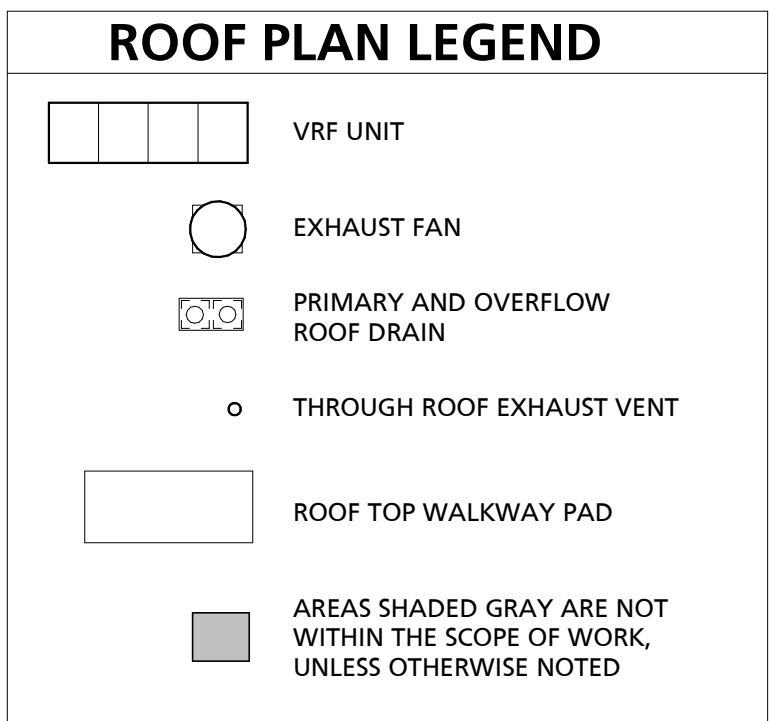 ROOF PLAN LEGEND
VRF UNIT
EXHAUST FAN
PRIMARY AND OVERFLOW
ROOF DRAIN
THROUGH ROOF EXHAUST VENT
ROOF TOP WALKWAY PAD
AREAS SHADED GRAY ARE NOT
WITHIN THE SCOPE OF WORK,
UNLESS OTHERWISE NOTED